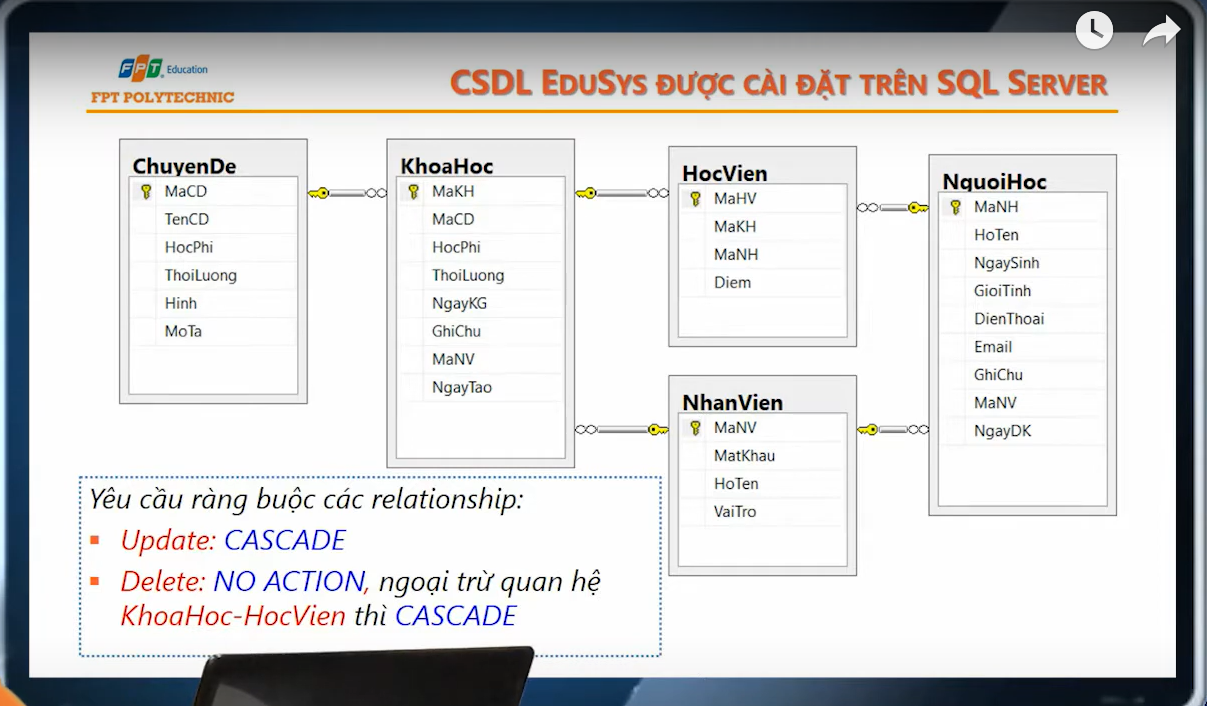 FPT Education
FPT POLYTECHNIC
CSDL EDUSYS ĐƯỢC CÀI ĐẶT TRÊN SQL SERVER
ChuyenDe
MaCD
TenCD
HocPhi
ThoiLuong
Hinh
MoTa
KhoaHoc
MaKH
MaCD
HocPhi
ThoiLuong
NgayKG
GhiChu
MaNV
NgayTao
HocVien
MaHV
MaKH
MaNH
Diem
NguoiHoc
MaNH
HoTen
NgaySinh
GioiTinh
DienThoai
Email
GhiChu
MaNV
NgayDK
NhanVien
MaNV
MatKhau
HoTen
VaiTro
Yêu cầu ràng buộc các relationship:
Update: CASCADE
Delete: NO ACTION, ngoại trừ quan hệ
KhoaHoc-HocVien thì CASCADE